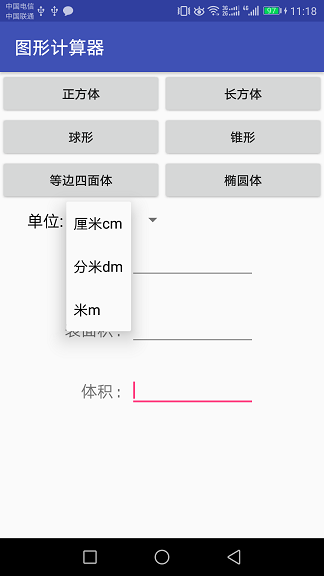 中国电信
中国联通
97
11:18
图形计算器
正方体
长方体
球形
锥形
等边四面体
椭圆体
单位:
厘米cm
分米dm
米m
表面积：
体积：